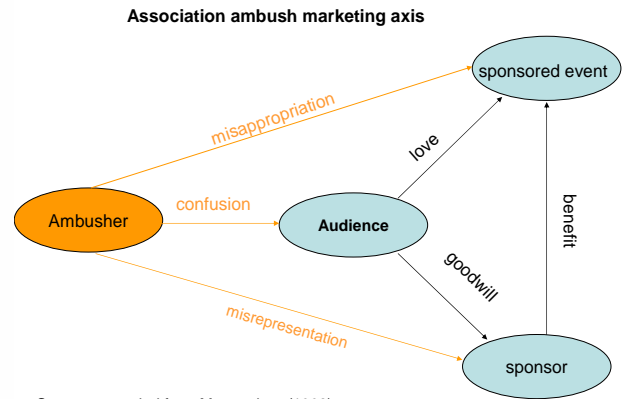 Association ambush marketing axis
sponsored event
misappropriation
love
confusion
Ambusher
Audience
benefit
goodwill
misrepresentation
sponsor